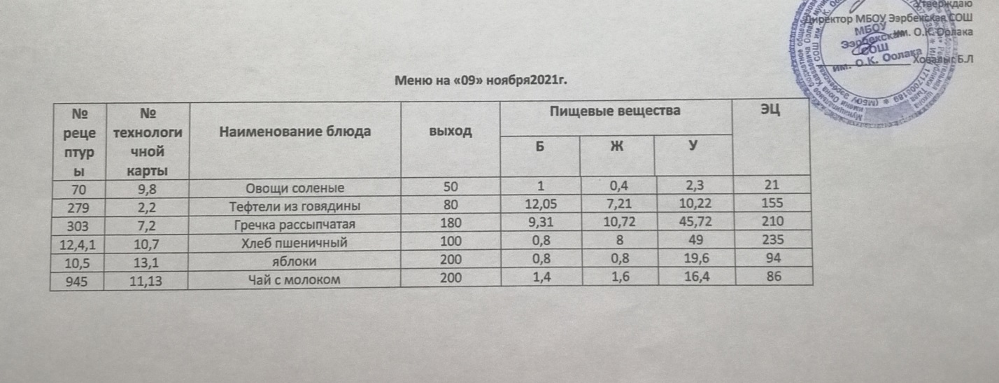 Утверждаю
Директор МБОУ Ээрбекская СОШ
им. О.К. Оолака
Ховалыг Б.Л
МБОУ
Ээрбекская
СОШ
им. О.К. Оолака
Меню на «09» ноября2021г.
№ рецептуры № технологичной карты Наименование блюда выход Пищевые вещества ЭЦ
Б Ж У
70 9,8 Овощи соленые 50 1 0,4 2,3 21
279 2,2 Тефтели из говядины 80 12,05 7,21 10,22 155
303 7,2 Гречка рассыпчатая 180 9,31 10,72 45,72 210
12,4,1 10,7 Хлеб пшеничный 100 0,8 8 49 235
10,5 13,1 яблоки 200 0,8 0,8 19,6 94
945 11,13 Чай с молоком 200 1,4 1,6 16,4 86